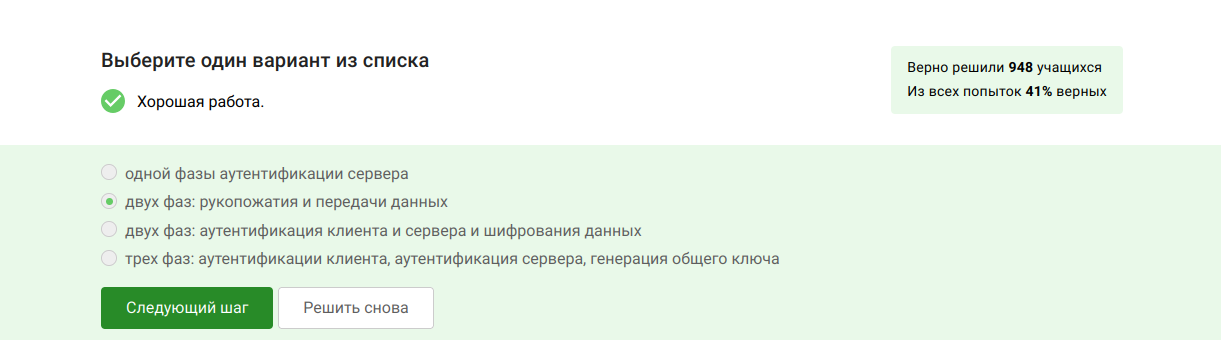 Выберите один вариант из списка
Хорошая работа.
Верно решили 948 учащихся
Из всех попыток 41% верных
одной фазы аутентификации сервера
двух фаз: рукопожатия и передачи данных
двух фаз: аутентификация клиента и сервера и шифрования данных
трех фаз: аутентификации клиента, аутентификация сервера, генерация общего ключа
Следующий шаг
Решить снова